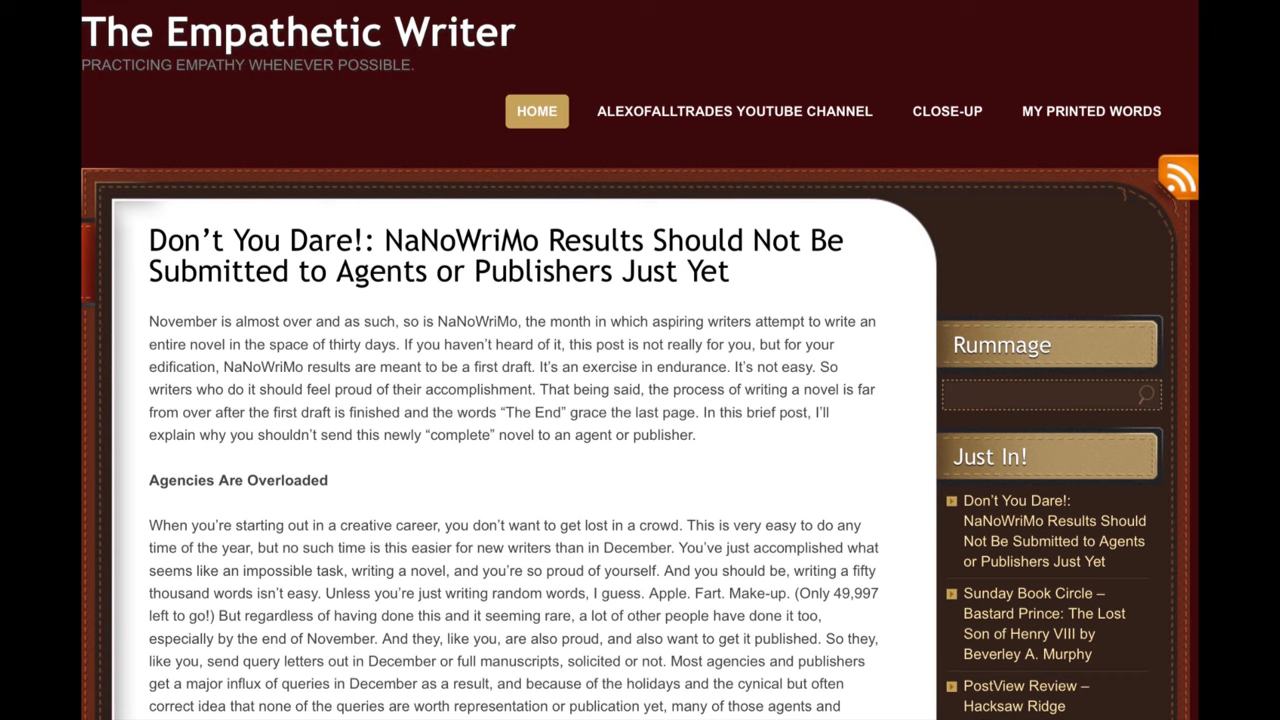 The Empathetic Writer
PRACTICING EMPATHY WHENEVER POSSIBLE.
HOME
ALEXOFALLTRADES YOUTUBE CHANNEL
CLOSE-UP
MY PRINTED WORDS
Don’t You Dare!: NaNoWriMo Results Should Not Be
Submitted to Agents or Publishers Just Yet
November is almost over and as such, so is NaNoWriMo, the month in which aspiring writers attempt to write an
entire novel in the space of thirty days. If you haven’t heard of it, this post is not really for you, but for your
edification, NaNoWriMo results are meant to be a first draft. It’s an exercise in endurance. It’s not easy. So
writers who do it should feel proud of their accomplishment. That being said, the process of writing a novel is far
from over after the first draft is finished and the words “The End” grace the last page. In this brief post, I’ll
explain why you shouldn’t send this newly “complete” novel to an agent or publisher.
Agencies Are Overloaded
When you’re starting out in a creative career, you don’t want to get lost in a crowd. This is very easy to do any
time of the year, but no such time is this easier for new writers than in December. You’ve just accomplished what
seems like an impossible task, writing a novel, and you’re so proud of yourself. And you should be, writing a fifty
thousand words isn’t easy. Unless you’re just writing random words, I guess. Apple. Fart. Make-up. (Only 49,997
left to go!) But regardless of having done this and it seeming rare, a lot of other people have done it too,
especially by the end of November. And they, like you, are also proud, and also want to get it published. So they,
like you, send query letters out in December or full manuscripts, solicited or not. Most agencies and publishers
get a major influx of queries in December as a result, and because of the holidays and the cynical but often
correct idea that none of the queries are worth representation or publication yet, many of those agents and
Rummage
Just In!
Don’t You Dare!:
NaNoWriMo Results Should
Not Be Submitted to Agents
or Publishers Just Yet
Sunday Book Circle –
Bastard Prince: The Lost
Son of Henry VIII by
Beverley A. Murphy
PostView Review –
Hacksaw Ridge